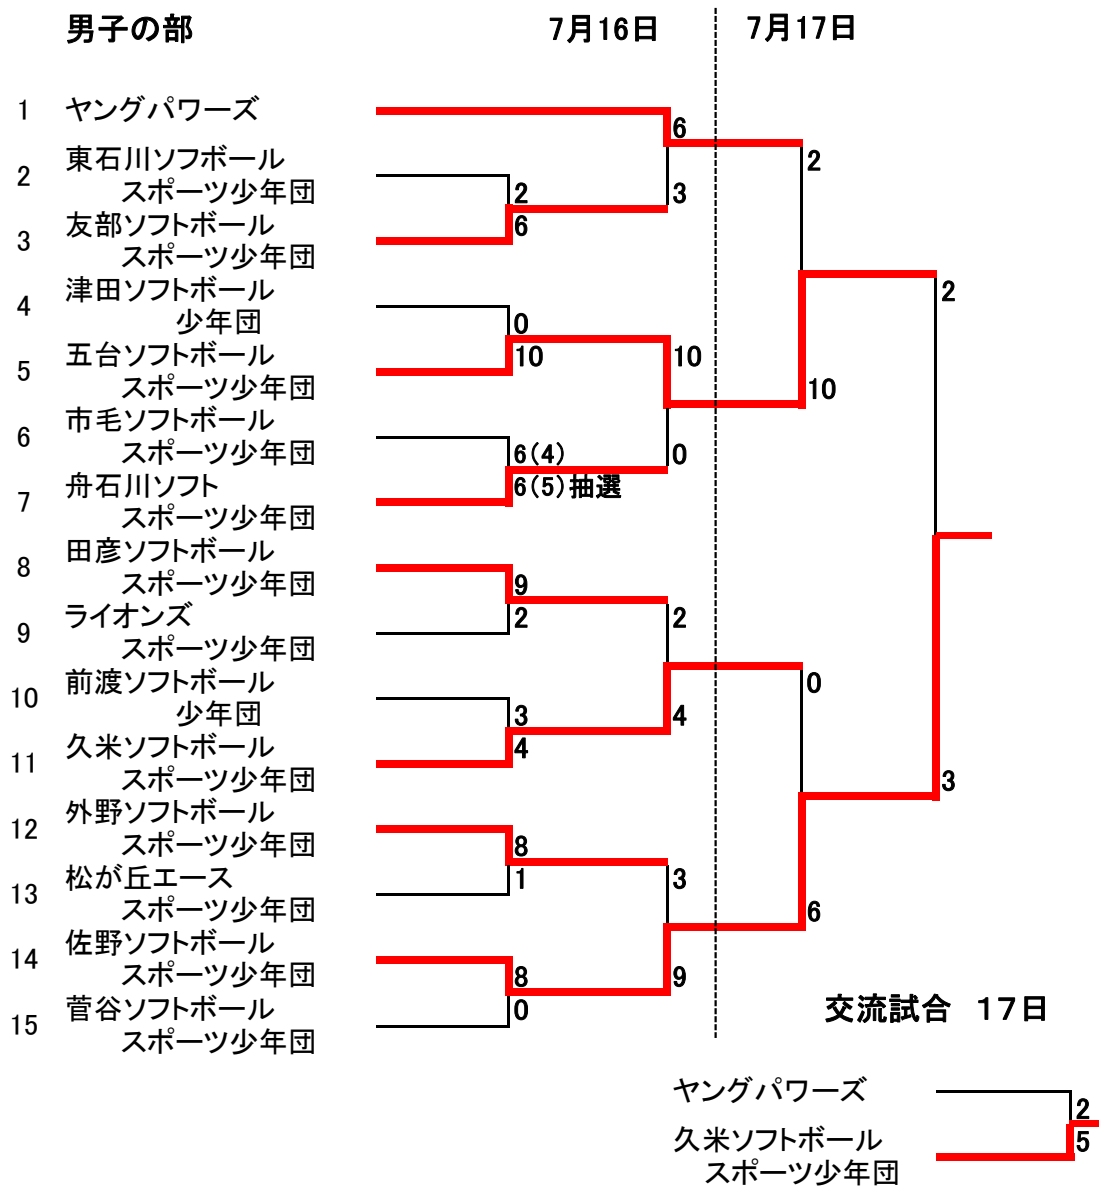 男子の部
7月16日
7月17日
1
ヤングパワーズ
6
2
東石川ソフボール
スポーツ少年団
2
2
3
3
友部ソフトボール
スポーツ少年団
6
4
津田ソフトボール
少年団
0
2
5
五台ソフトボール
スポーツ少年団
10
10
10
6
市毛ソフトボール
スポーツ少年団
6(4)
0
7
舟石川ソフト
スポーツ少年団
6(5)抽選
8
田彦ソフトボール
スポーツ少年団
9
9
ライオンズ
スポーツ少年団
2
2
10
前渡ソフトボール
少年団
3
4
0
11
久米ソフトボール
スポーツ少年団
4
3
12
外野ソフトボール
スポーツ少年団
8
13
松が丘エース
スポーツ少年団
1
3
6
14
佐野ソフトボール
スポーツ少年団
8
9
15
菅谷ソフトボール
スポーツ少年団
0
交流試合 17日
ヤングパワーズ
2
久米ソフトボール
スポーツ少年団
5